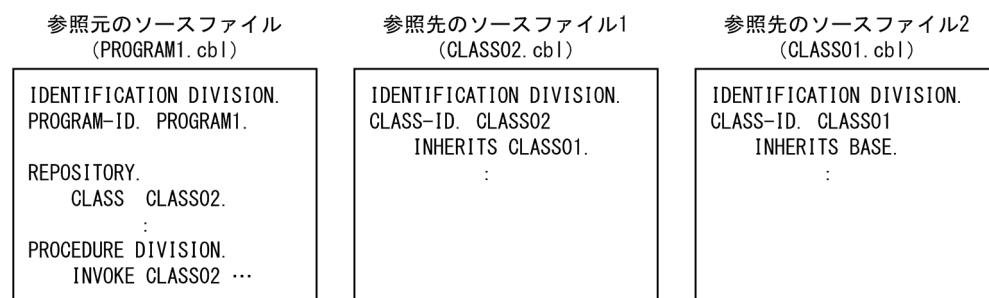 参照元のソースファイル
(PROGRAM1.cbl)
IDENTIFICATION DIVISION.
PROGRAM-ID. PROGRAM1.
REPOSITORY.
CLASS CLASS02.
:
PROCEDURE DIVISION.
INVOKE CLASS02 …
参照先のソースファイル1
(CLASS02.cbl)
IDENTIFICATION DIVISION.
CLASS-ID. CLASS02
INHERITS CLASS01.
:
参照先のソースファイル2
(CLASS01.cbl)
IDENTIFICATION DIVISION.
CLASS-ID. CLASS01
INHERITS BASE.
: